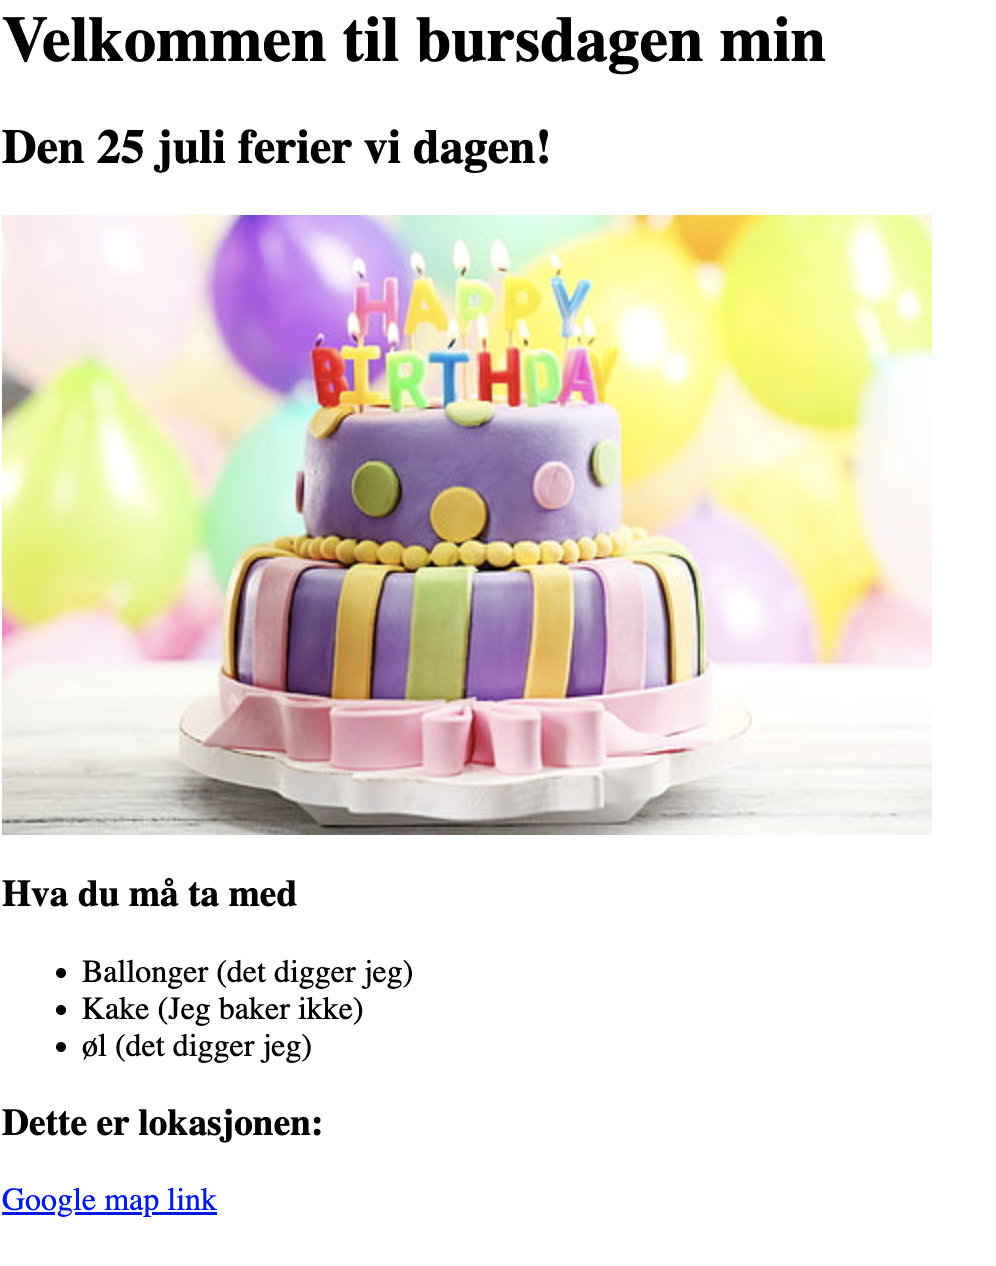 Velkommen til bursdagen min
Den 25 juli ferier vi dagen!
HAPPY
BIRTHDAY
Hva du må ta med
Ballonger (det digger jeg)
Kake (Jeg baker ikke)
øl (det digger jeg)
Dette er lokasjonen:
Google map link